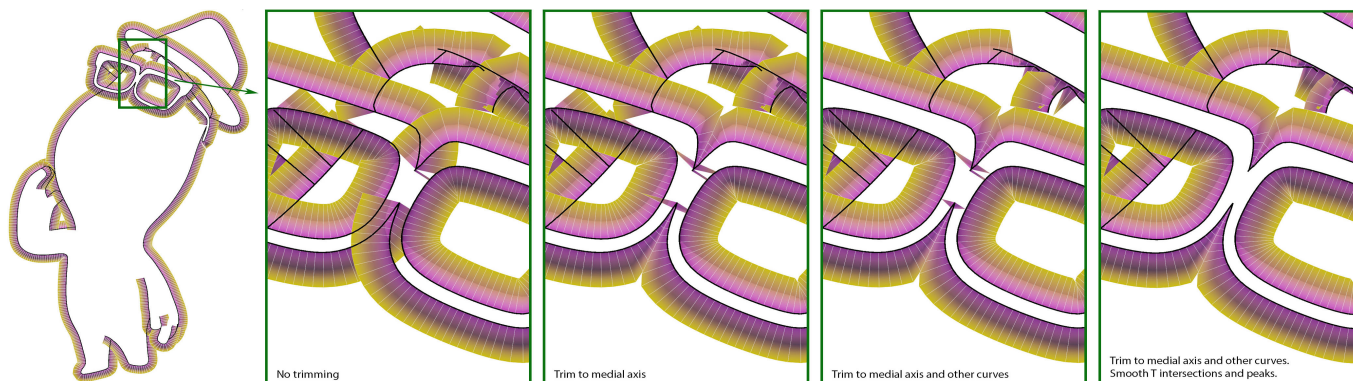 No trimming
Trim to medial axis
Trim to medial axis and other curves
Trim to medial axis and other curves.
Smooth T intersections and peaks.